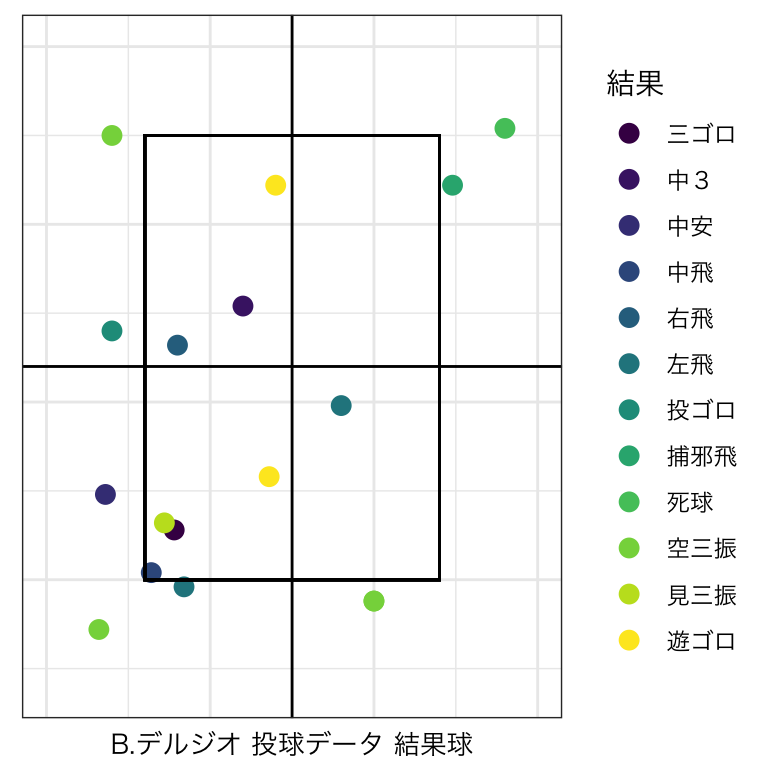 結果
三ゴロ
中３
中安
中飛
右飛
左飛
投ゴロ
捕邪飛
死球
空三振
見三振
遊ゴロ
B.デルジオ 投球データ 結果球